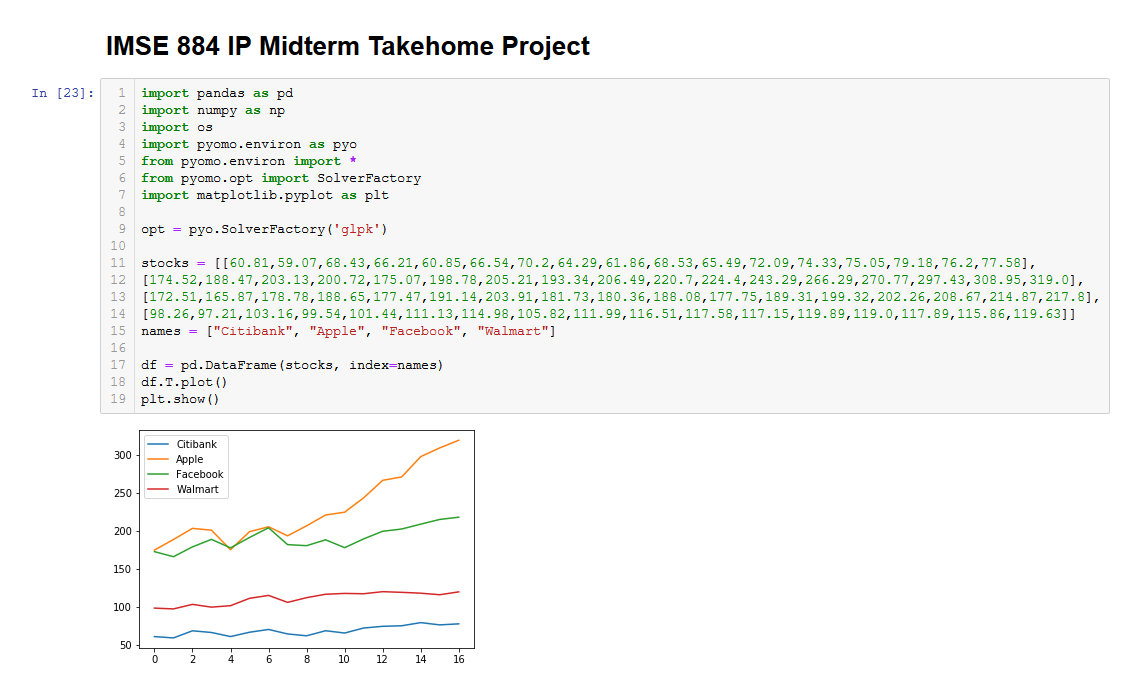 IMSE 884 IP Midterm Takehome Project
In [23]:
1 import pandas as pd
2 import numpy as np
3 import os
4 import pyomo.environ as pyo
5 from pyomo.environ import *
6 from pyomo.opt import SolverFactory
7 import matplotlib.pyplot as plt
8
9 opt = pyo.SolverFactory('glpk')
10
11 stocks = [[60.81,59.07,68.43,66.21,60.85,66.54,70.2,64.29,61.86,68.53,65.49,72.09,74.33,75.05,79.18,76.2,77.58],
12 [174.52,188.47,203.13,200.72,175.07,198.78,205.21,193.34,206.49,220.7,224.4,243.29,266.29,270.77,297.43,308.95,319.0],
13 [172.51,165.87,178.78,188.65,177.47,191.14,203.91,181.73,180.36,188.08,177.75,189.31,199.32,202.26,208.67,214.87,217.8],
14 [98.26,97.21,103.16,99.54,101.44,111.13,114.98,105.82,111.99,116.51,117.58,117.15,119.89,119.0,117.89,115.86,119.63]]
15 names = ["Citibank", "Apple", "Facebook", "Walmart"]
16
17 df = pd.DataFrame(stocks, index=names)
18 df.T.plot()
19 plt.show()
Citibank
Apple
Facebook
Walmart
300
250
200
150
100
50
0 2 4 6 8 10 12 14 16